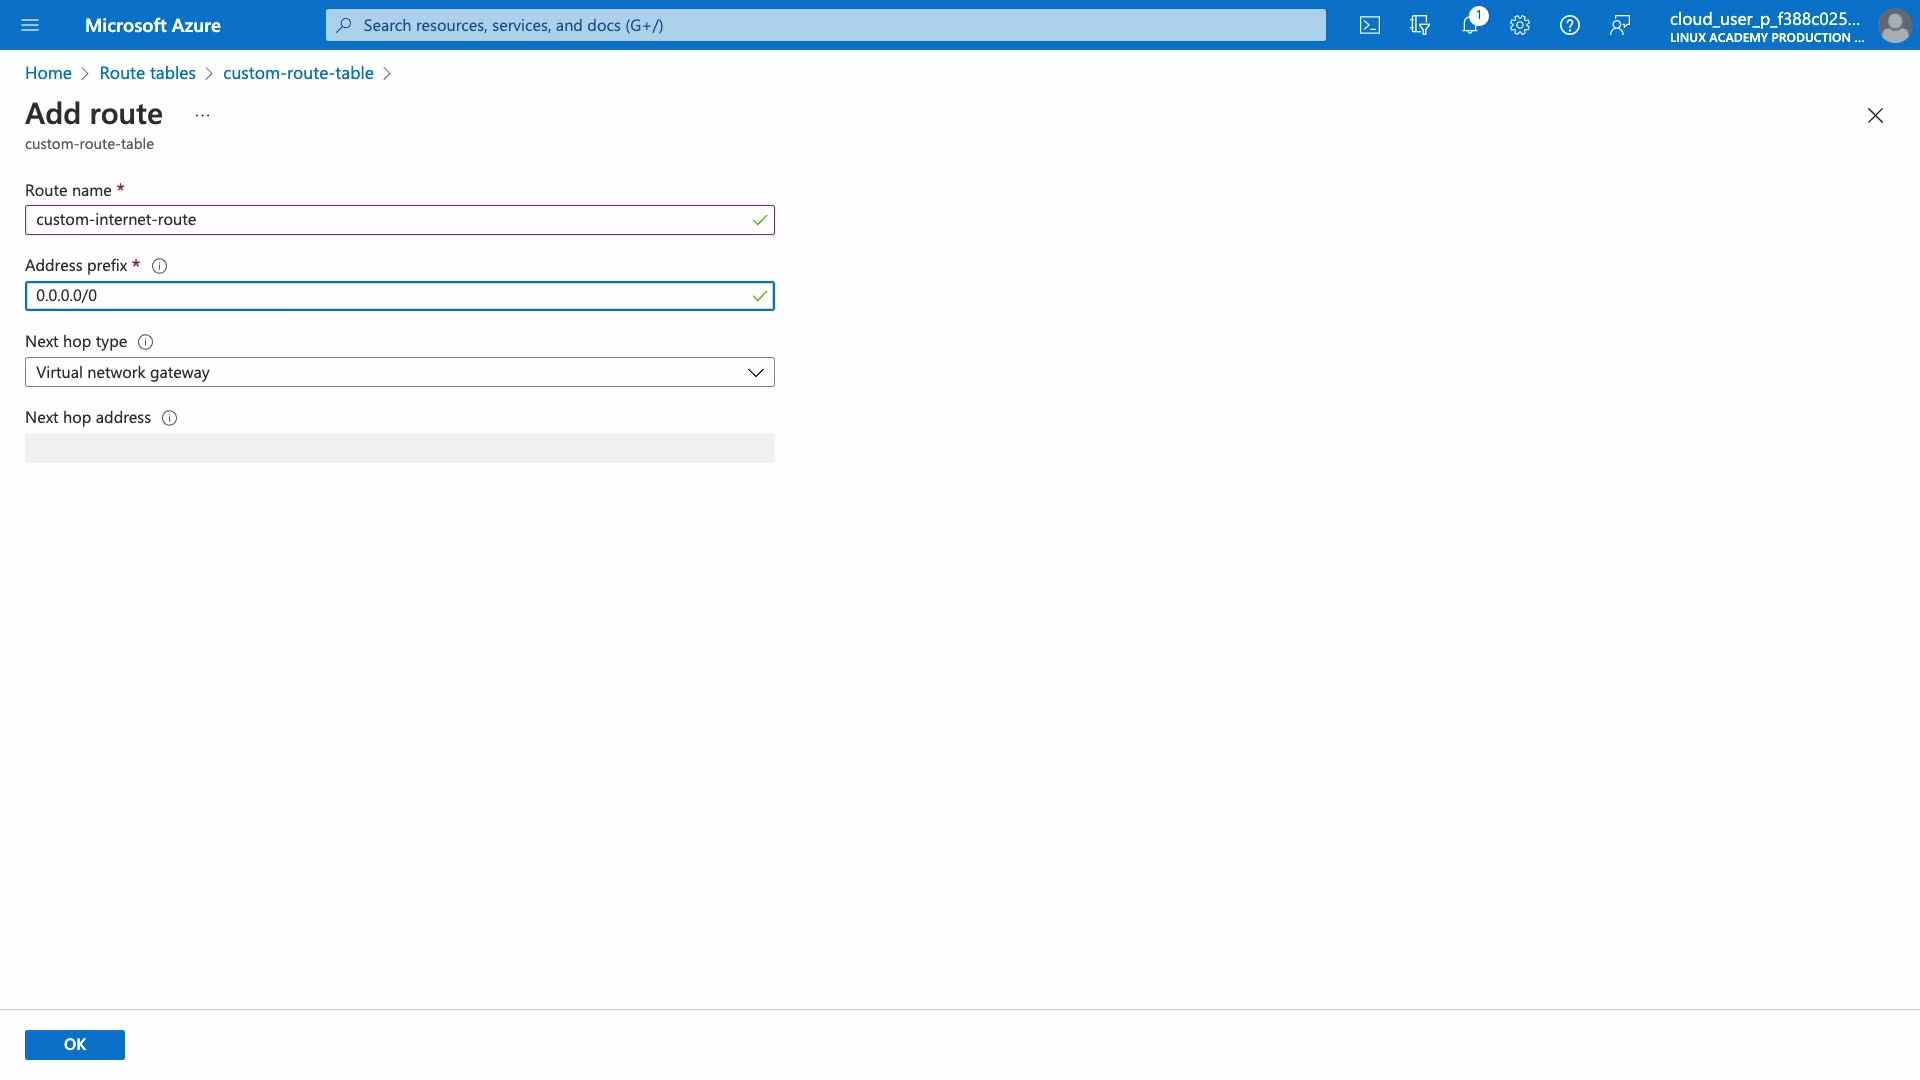 Microsoft Azure
Search resources, services, and docs (G+/)
1
cloud_user_p_f388c025...
LINUX ACADEMY PRODUCTION ...
Home > Route tables > custom-route-table >
Add route ...
custom-route-table
Route name *
custom-internet-route
Address prefix *
0.0.0.0/0
Next hop type
Virtual network gateway
Next hop address
OK